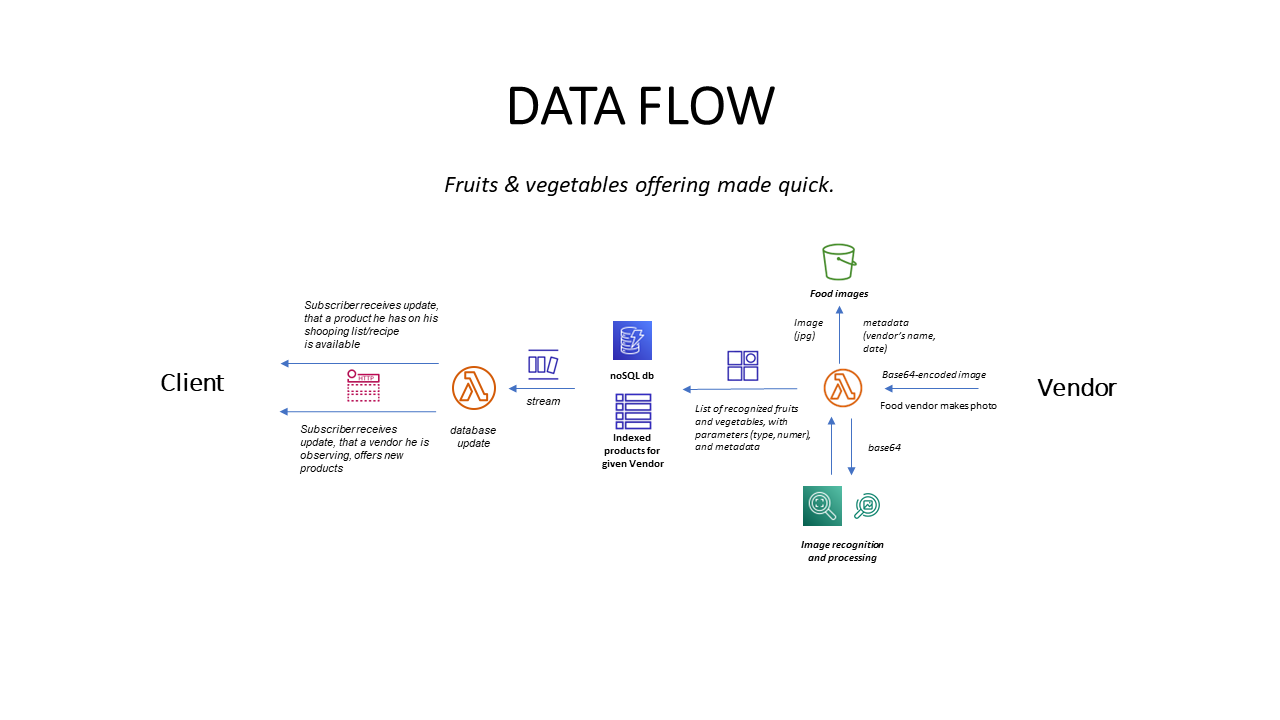 DATA FLOW
Fruits & vegetables offering made quick.
Food images
Image
(jpg)
metadata
(vendor's name,
date)
Subscriber receives update,
that a product he has on his
shooping list/recipe
is available
Client
HTTP
Subscriber receives
update, that a vendor he is
observing, offers new
products
database
update
stream
noSQL db
Indexed
products for
given Vendor
List of recognized fruits
and vegetables, with
parameters (type, numer),
and metadata
Base64-encoded image
Food vendor makes photo
Vendor
base64
Image recognition
and processing